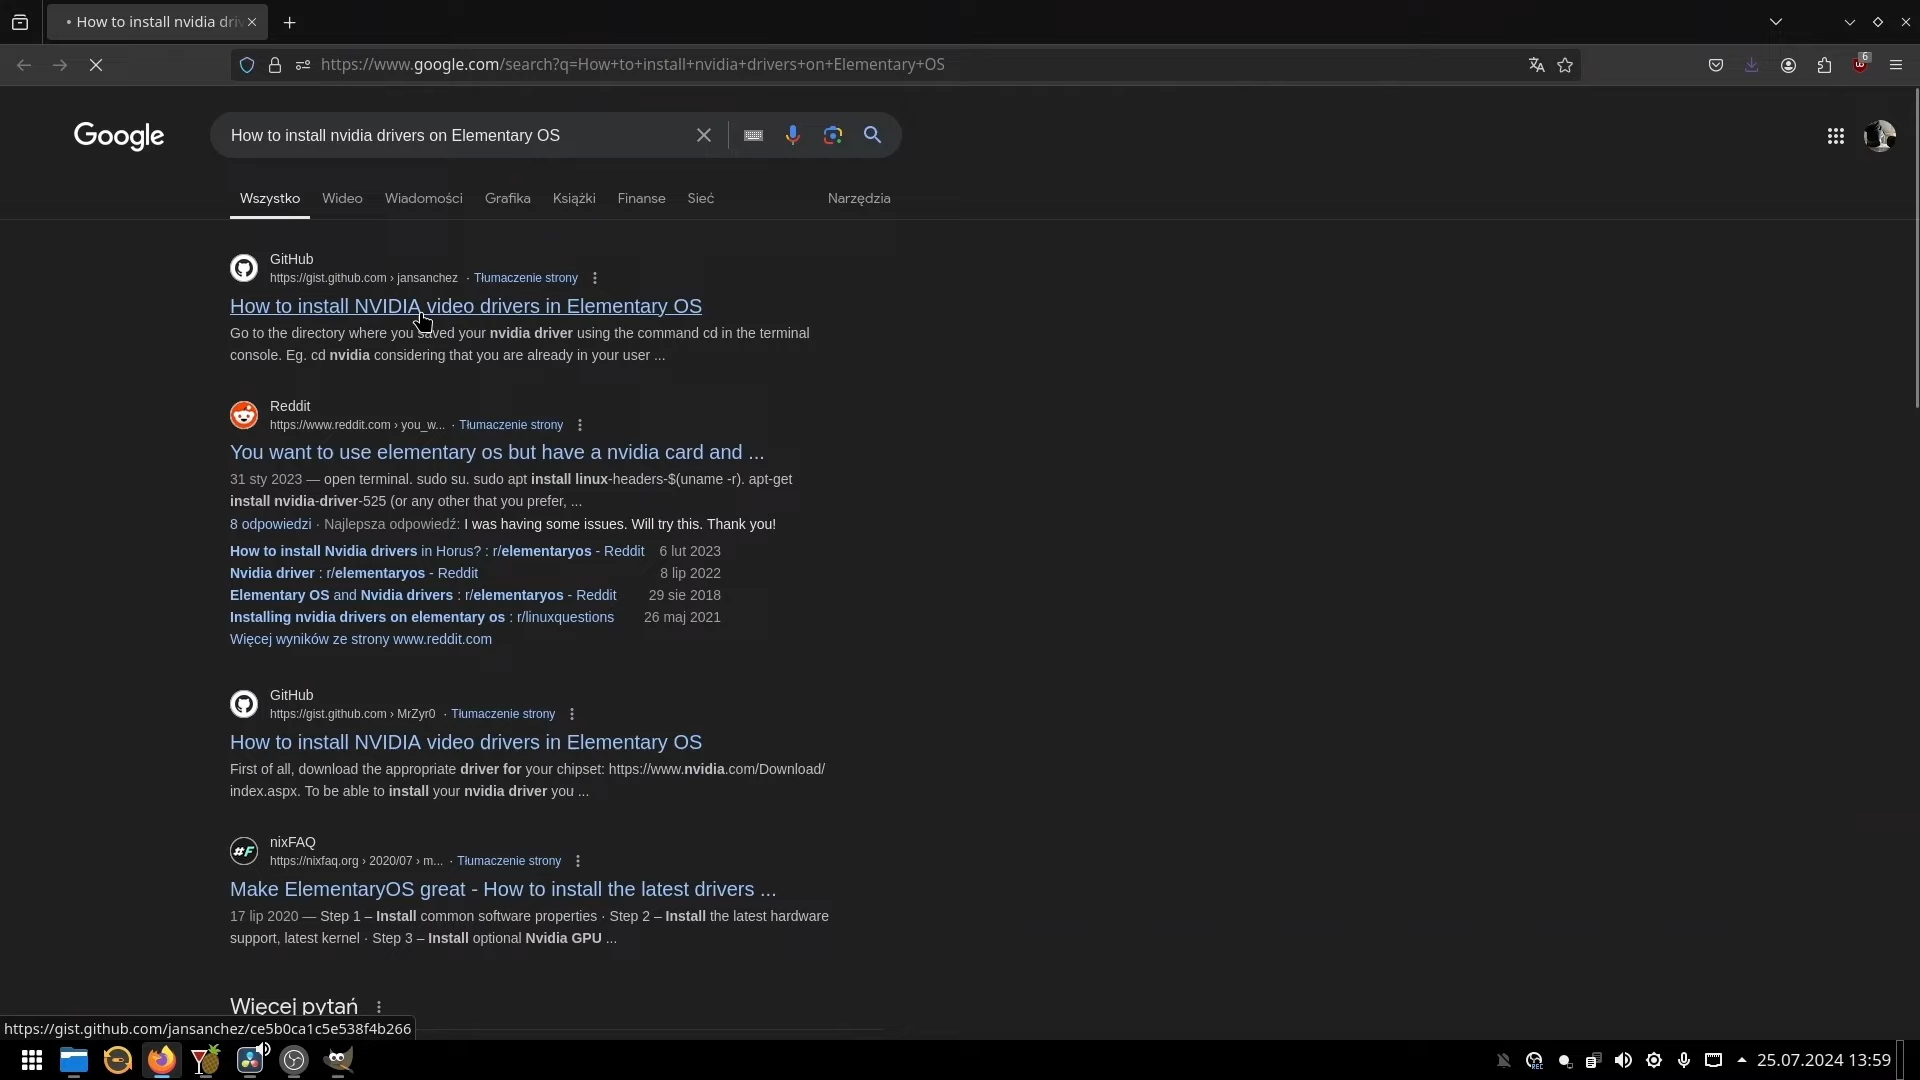 How to install nvidia driv
https://www.google.com/search?q=How+to+install+nvidia+drivers+on+Elementary+OS
6
Google
How to install nvidia drivers on Elementary OS
Wszystko Wideo Wiadomości Grafika Książki Finanse Sieć Narzędzia
GitHub
https://gist.github.com › jansanchez · Tłumaczenie strony
How to install NVIDIA video drivers in Elementary OS
Go to the directory where you saved your nvidia driver using the command cd in the terminal
console. Eg. cd nvidia considering that you are already in your user ...
Reddit
https://www.reddit.com › you_w... · Tłumaczenie strony
You want to use elementary os but have a nvidia card and ...
31 sty 2023 — open terminal. sudo su. sudo apt install linux-headers-$(uname -r). apt-get
install nvidia-driver-525 (or any other that you prefer, ...
8 odpowiedzi · Najlepsza odpowiedź: I was having some issues. Will try this. Thank you!
How to install Nvidia drivers in Horus? : r/elementaryos - Reddit 6 lut 2023
Nvidia driver : r/elementaryos - Reddit 8 lip 2022
Elementary OS and Nvidia drivers : r/elementaryos - Reddit 29 sie 2018
Installing nvidia drivers on elementary os : r/linuxquestions 26 maj 2021
Więcej wyników ze strony www.reddit.com
GitHub
https://gist.github.com › MrZyr0 · Tłumaczenie strony
How to install NVIDIA video drivers in Elementary OS
First of all, download the appropriate driver for your chipset: https://www.nvidia.com/Download/
index.aspx. To be able to install your nvidia driver you ...
#F
nixFAQ
https://nixfaq.org › 2020/07 › m... · Tłumaczenie strony
Make ElementaryOS great - How to install the latest drivers ...
17 lip 2020 — Step 1 – Install common software properties · Step 2 – Install the latest hardware
support, latest kernel · Step 3 – Install optional Nvidia GPU ...
Więcej pytań
https://gist.github.com/jansanchez/ce5b0ca1c5e538f4b266
REC
25.07.2024 13:59